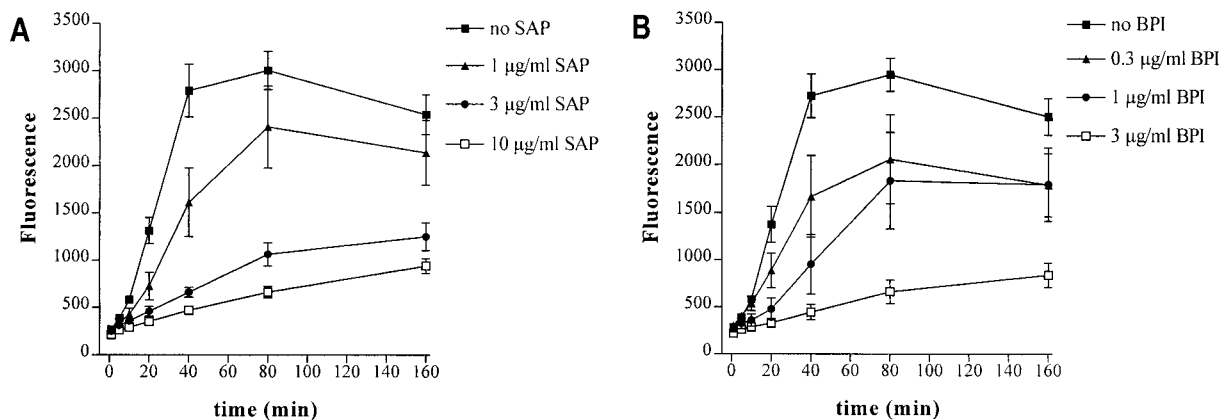 A
Fluorescence
3500
3000
2500
2000
1500
1000
500
0
0 20 40 60 80 100 120 140 160
time (min)
no SAP
1 µg/ml SAP
3 µg/ml SAP
10 µg/ml SAP
B
Fluorescence
3500
3000
2500
2000
1500
1000
500
0
0 20 40 60 80 100 120 140 160
time (min)
no BPI
0.3 µg/ml BPI
1 µg/ml BPI
3 µg/ml BPI